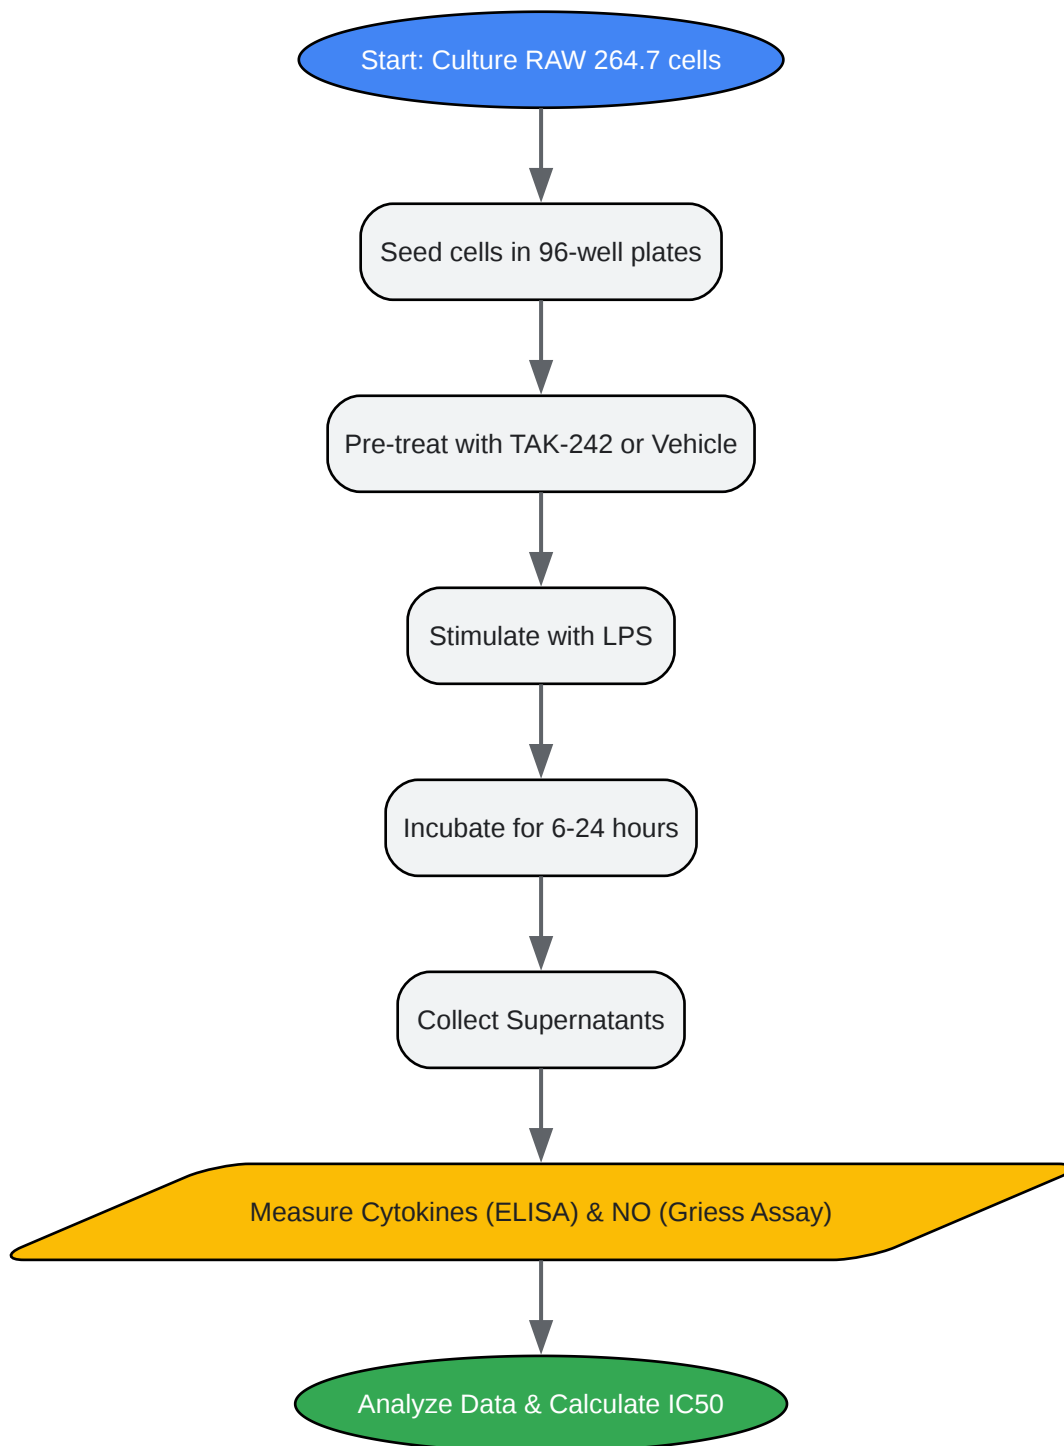 Start: Culture RAW 264.7 cells
Seed cells in 96-well plates
Pre-treat with TAK-242 or Vehicle
Stimulate with LPS
Incubate for 6-24 hours
Collect Supernatants
Measure Cytokines (ELISA) & NO (Griess Assay)
Analyze Data & Calculate IC50